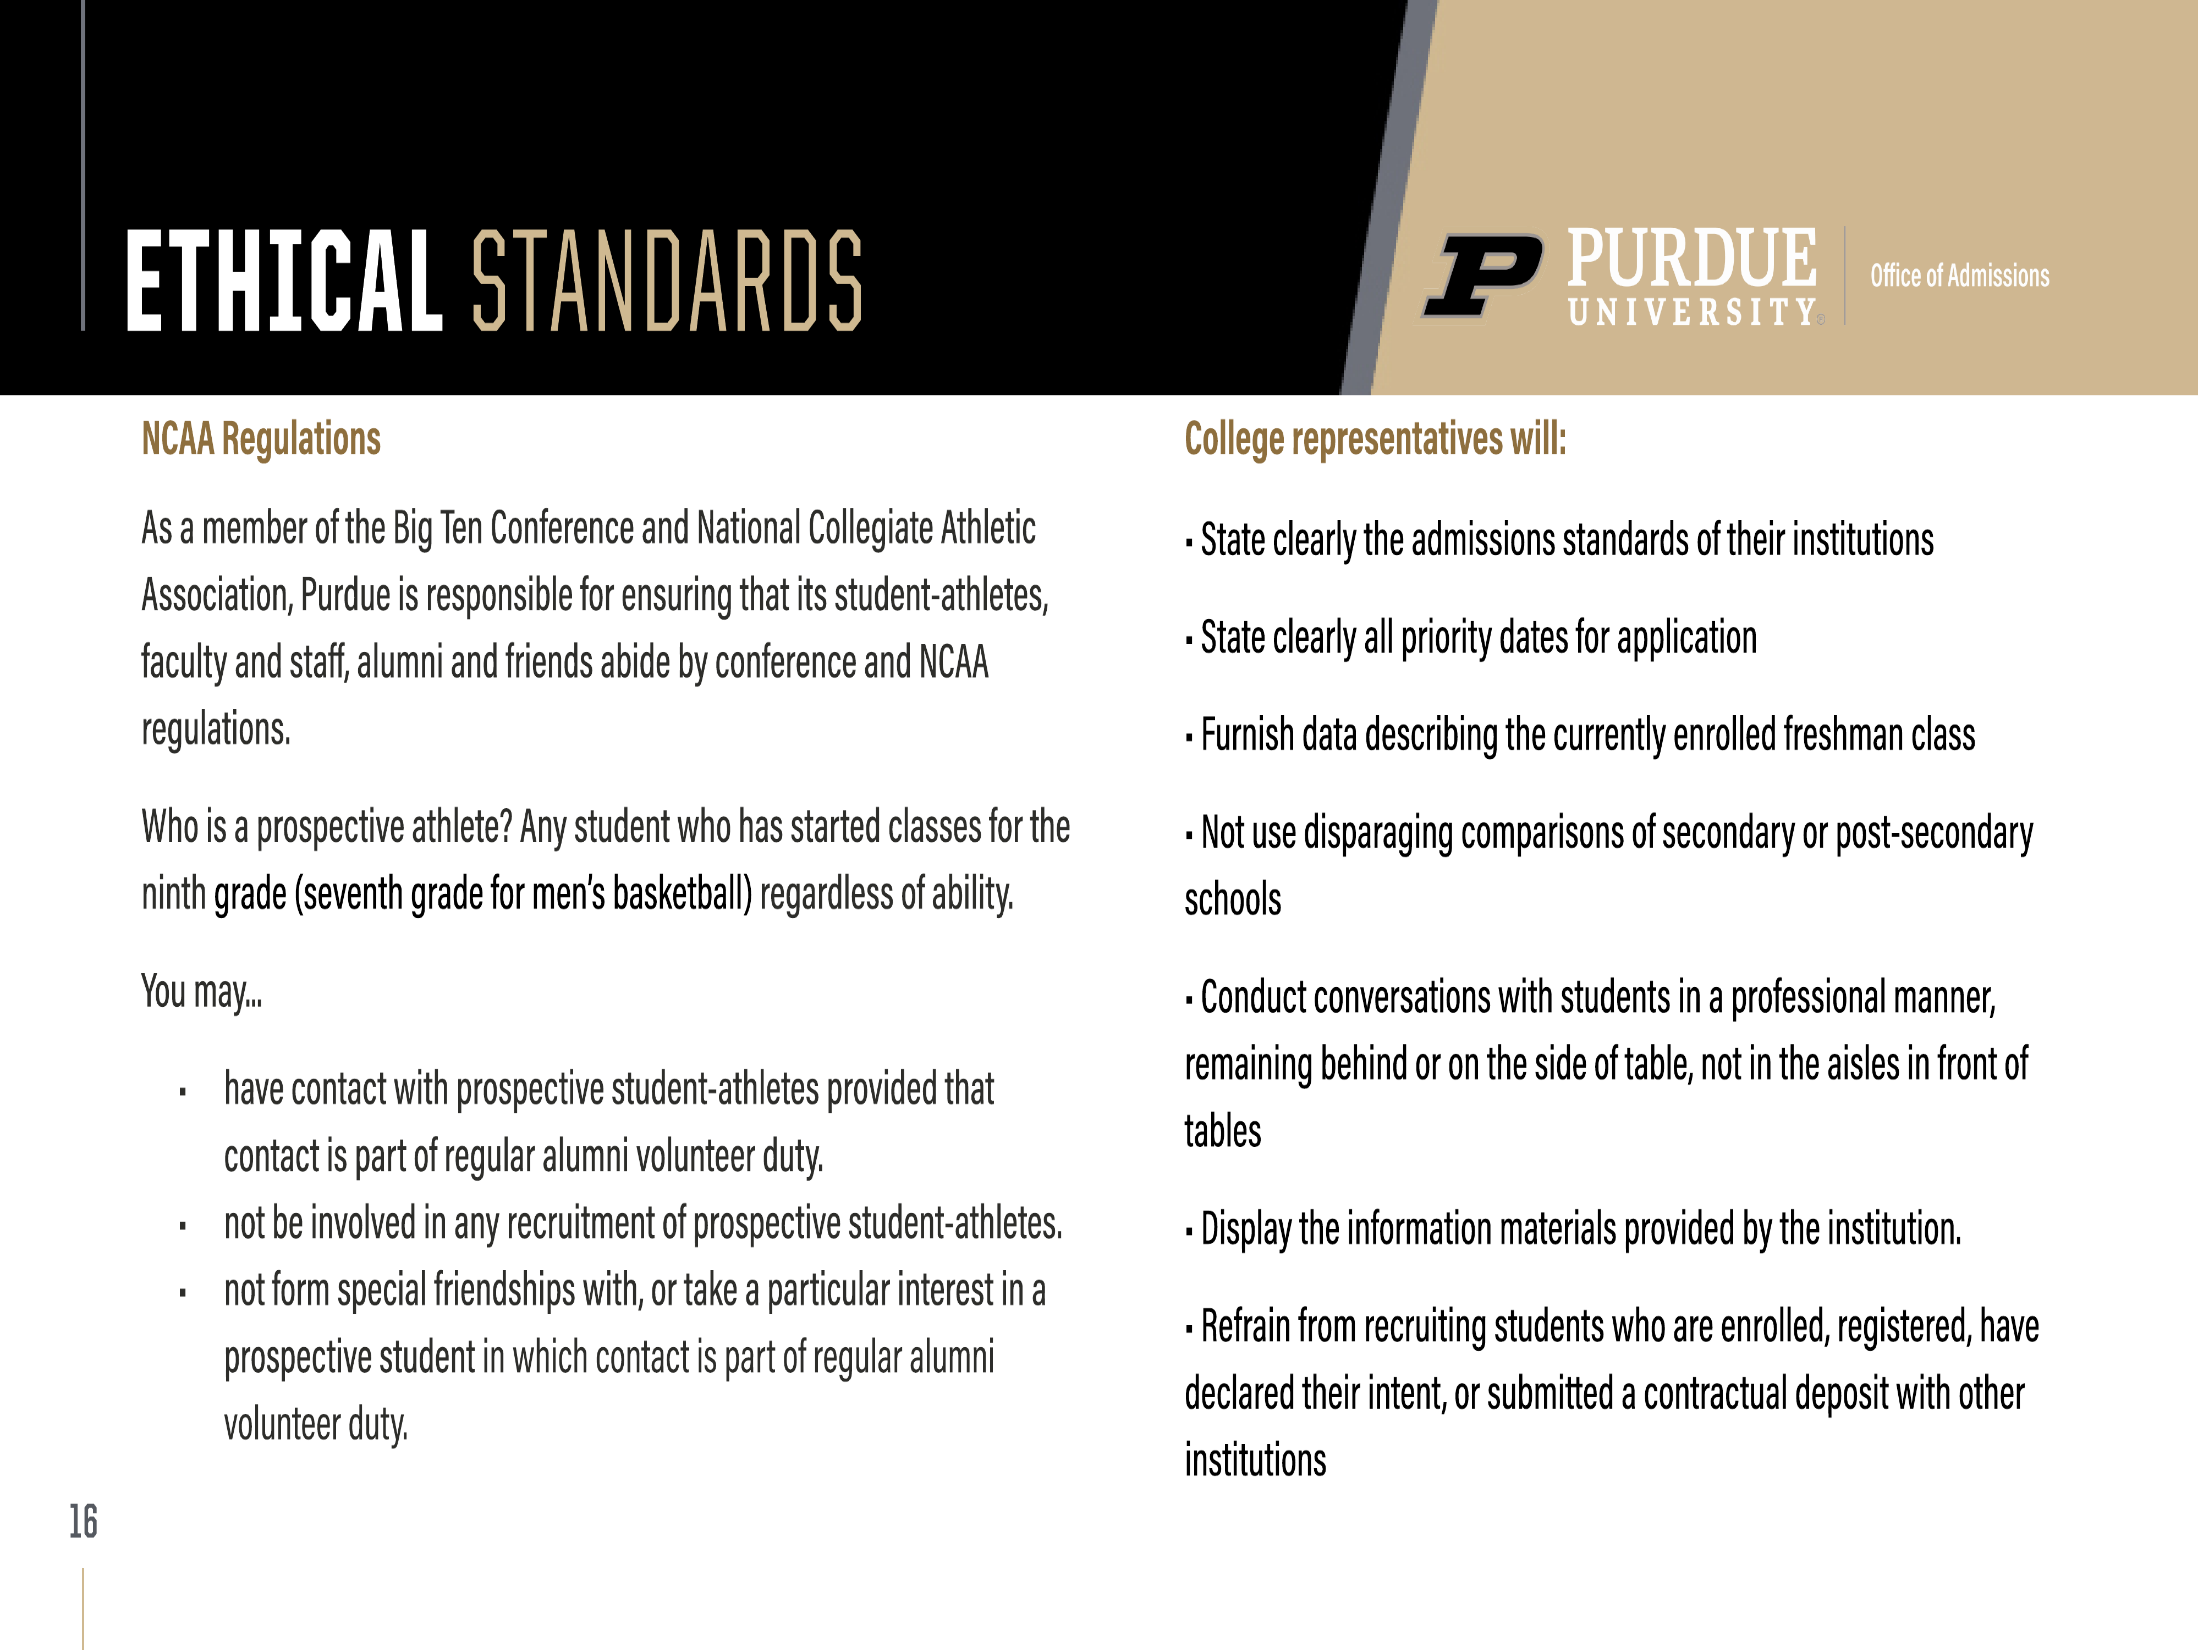 ETHICAL STANDARDS
PURDUE
UNIVERSITY®
Office of Admissions
NCAA Regulations
As a member of the Big Ten Conference and National Collegiate Athletic
Association, Purdue is responsible for ensuring that its student-athletes,
faculty and staff, alumni and friends abide by conference and NCAA
regulations.
Who is a prospective athlete? Any student who has started classes for the
ninth grade (seventh grade for men’s basketball) regardless of ability.
You may...
▪ have contact with prospective student-athletes provided that
contact is part of regular alumni volunteer duty.
▪ not be involved in any recruitment of prospective student-athletes.
▪ not form special friendships with, or take a particular interest in a
prospective student in which contact is part of regular alumni
volunteer duty.
College representatives will:
▪ State clearly the admissions standards of their institutions
▪ State clearly all priority dates for application
▪ Furnish data describing the currently enrolled freshman class
▪ Not use disparaging comparisons of secondary or post-secondary
schools
▪ Conduct conversations with students in a professional manner,
remaining behind or on the side of table, not in the aisles in front of
tables
▪ Display the information materials provided by the institution.
▪ Refrain from recruiting students who are enrolled, registered, have
declared their intent, or submitted a contractual deposit with other
institutions
16